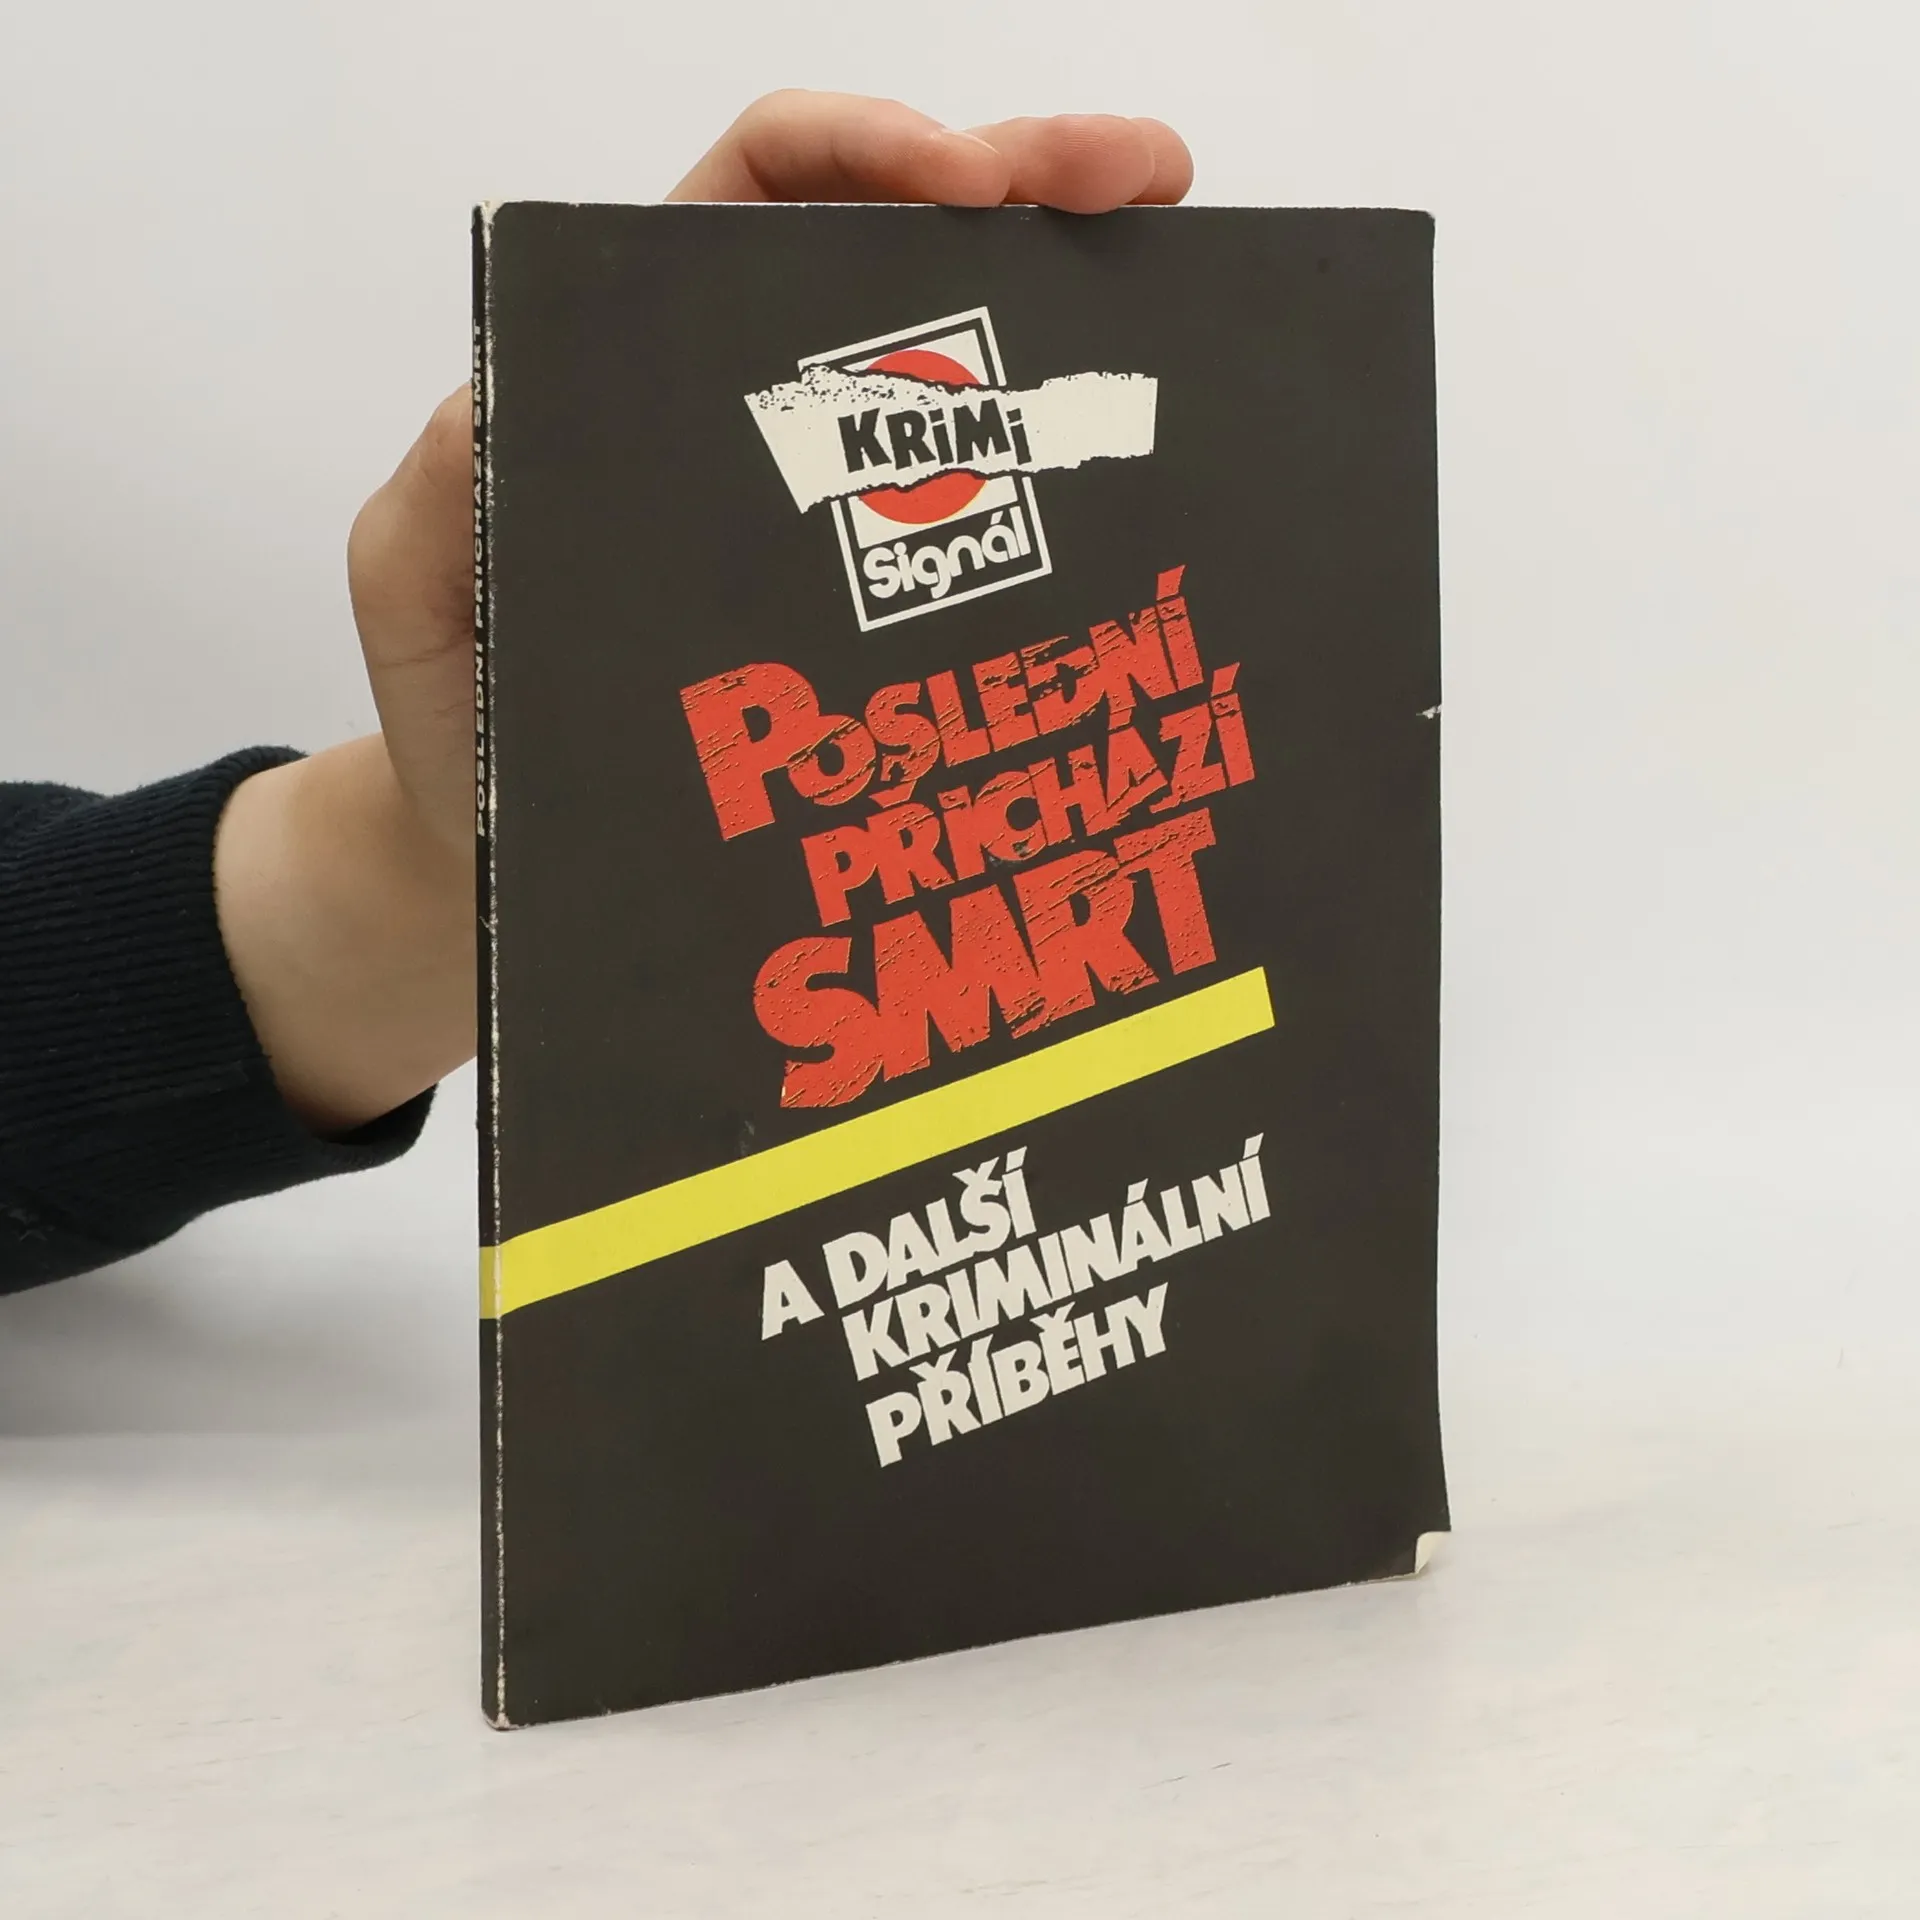 KRiMi
Signál
POSLEDNÍ
PŘICHÁZÍ
SMRT
A DALŠÍ
KRIMINÁLNÍ
PŘÍBĚHY
POSLEDNÍ PŘICHÁZÍ SMRT